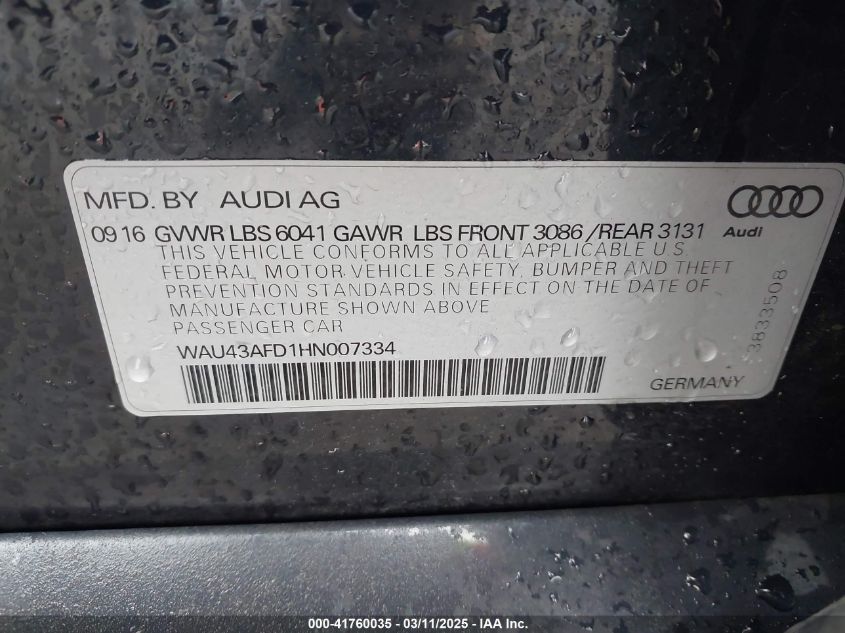 MFD. BY AUDI AG
0916 GVWR LBS 6041 GAWR LBS FRONT 3086 /REAR 3131
Audi
THIS VEHICLE CONFORMS TO ALL APPLICABLE U.S.
FEDERAL MOTOR VEHICLE SAFETY, BUMPER AND THEFT
PREVENTION STANDARDS IN EFFECT ON THE DATE OF
MANUFACTURE SHOWN ABOVE
PASSENGER CAR
WAU43AFD1HN007334
3833508
GERMANY
000-41760035 - 03/11/2025 - IAA Inc.